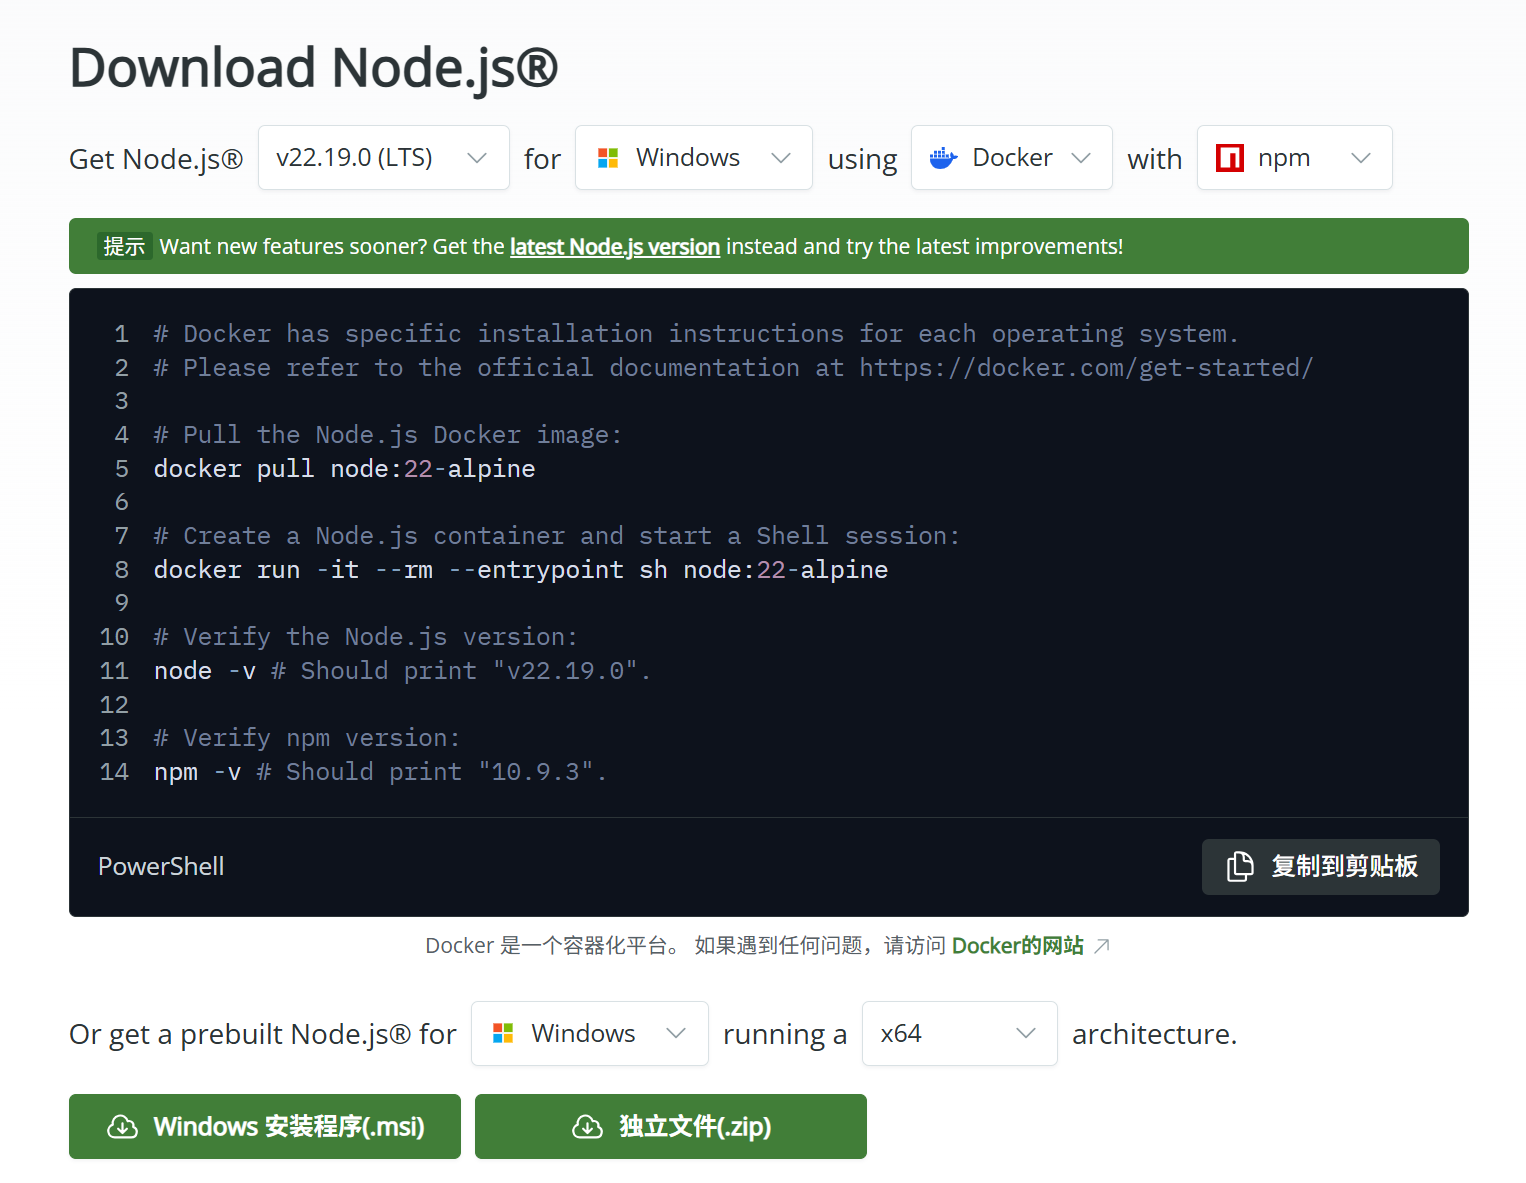 Download Node.js®
Get Node.js® v22.19.0 (LTS) for Windows using Docker with npm
提示 Want new features sooner? Get the latest Node.js version instead and try the latest improvements!
1 # Docker has specific installation instructions for each operating system.
2 # Please refer to the official documentation at https://docker.com/get-started/
3
4 # Pull the Node.js Docker image:
5 docker pull node:22-alpine
6
7 # Create a Node.js container and start a Shell session:
8 docker run -it --rm --entrypoint sh node:22-alpine
9
10 # Verify the Node.js version:
11 node -v # Should print "v22.19.0".
12
13 # Verify npm version:
14 npm -v # Should print "10.9.3".
PowerShell 复制到剪贴板
Docker 是一个容器化平台。 如果遇到任何问题，请访问 Docker的网站
Or get a prebuilt Node.js® for Windows running a x64 architecture.
Windows 安装程序(.msi) 独立文件(.zip)